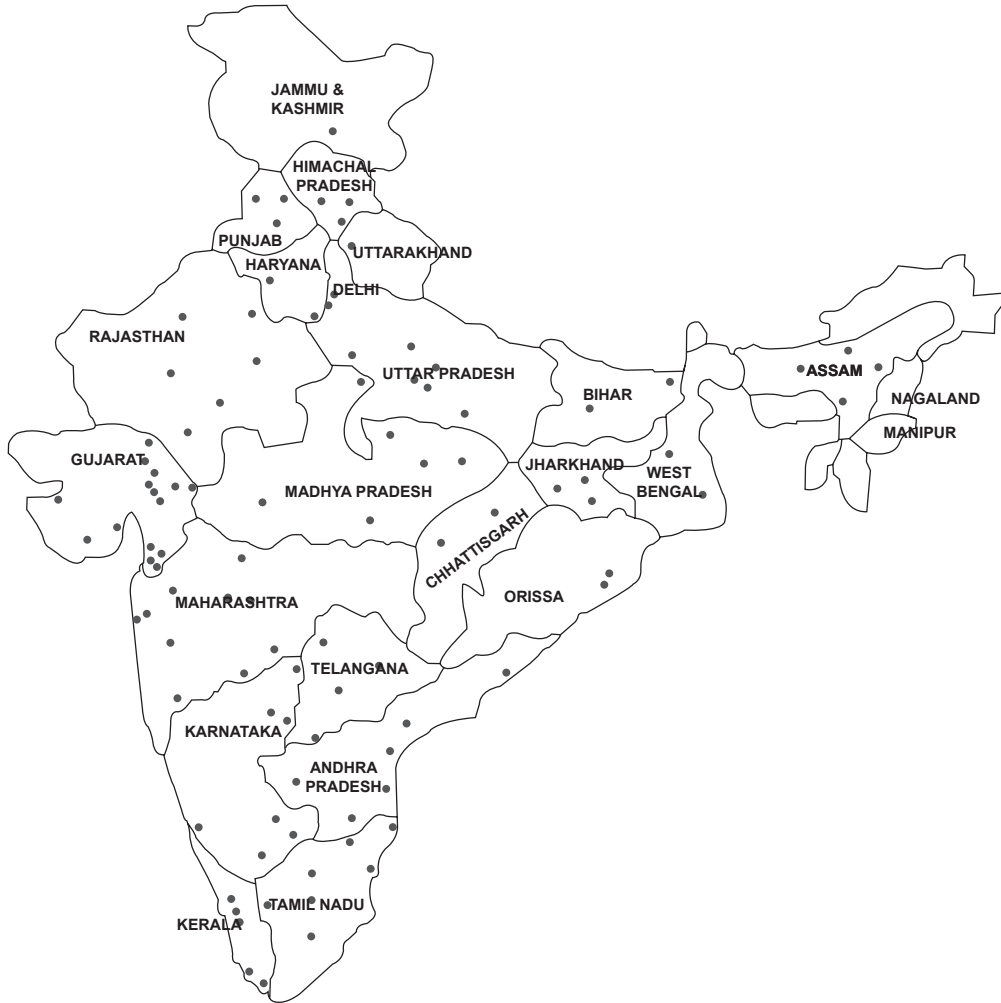 JAMMU &
KASHMIR
HIMACHAL
PRADESH
PUNJAB
UTTARAKHAND
HARYANA
DELHI
RAJASTHAN
UTTAR PRADESH
ASSAM
BIHAR
NAGALAND
MANIPUR
GUJARAT
JHARKHAND
WEST
BENGAL
MADHYA PRADESH
CHHATTISGARH
ORISSA
MAHARASHTRA
TELANGANA
KARNATAKA
ANDHRA
PRADESH
TAMIL NADU
KERALA